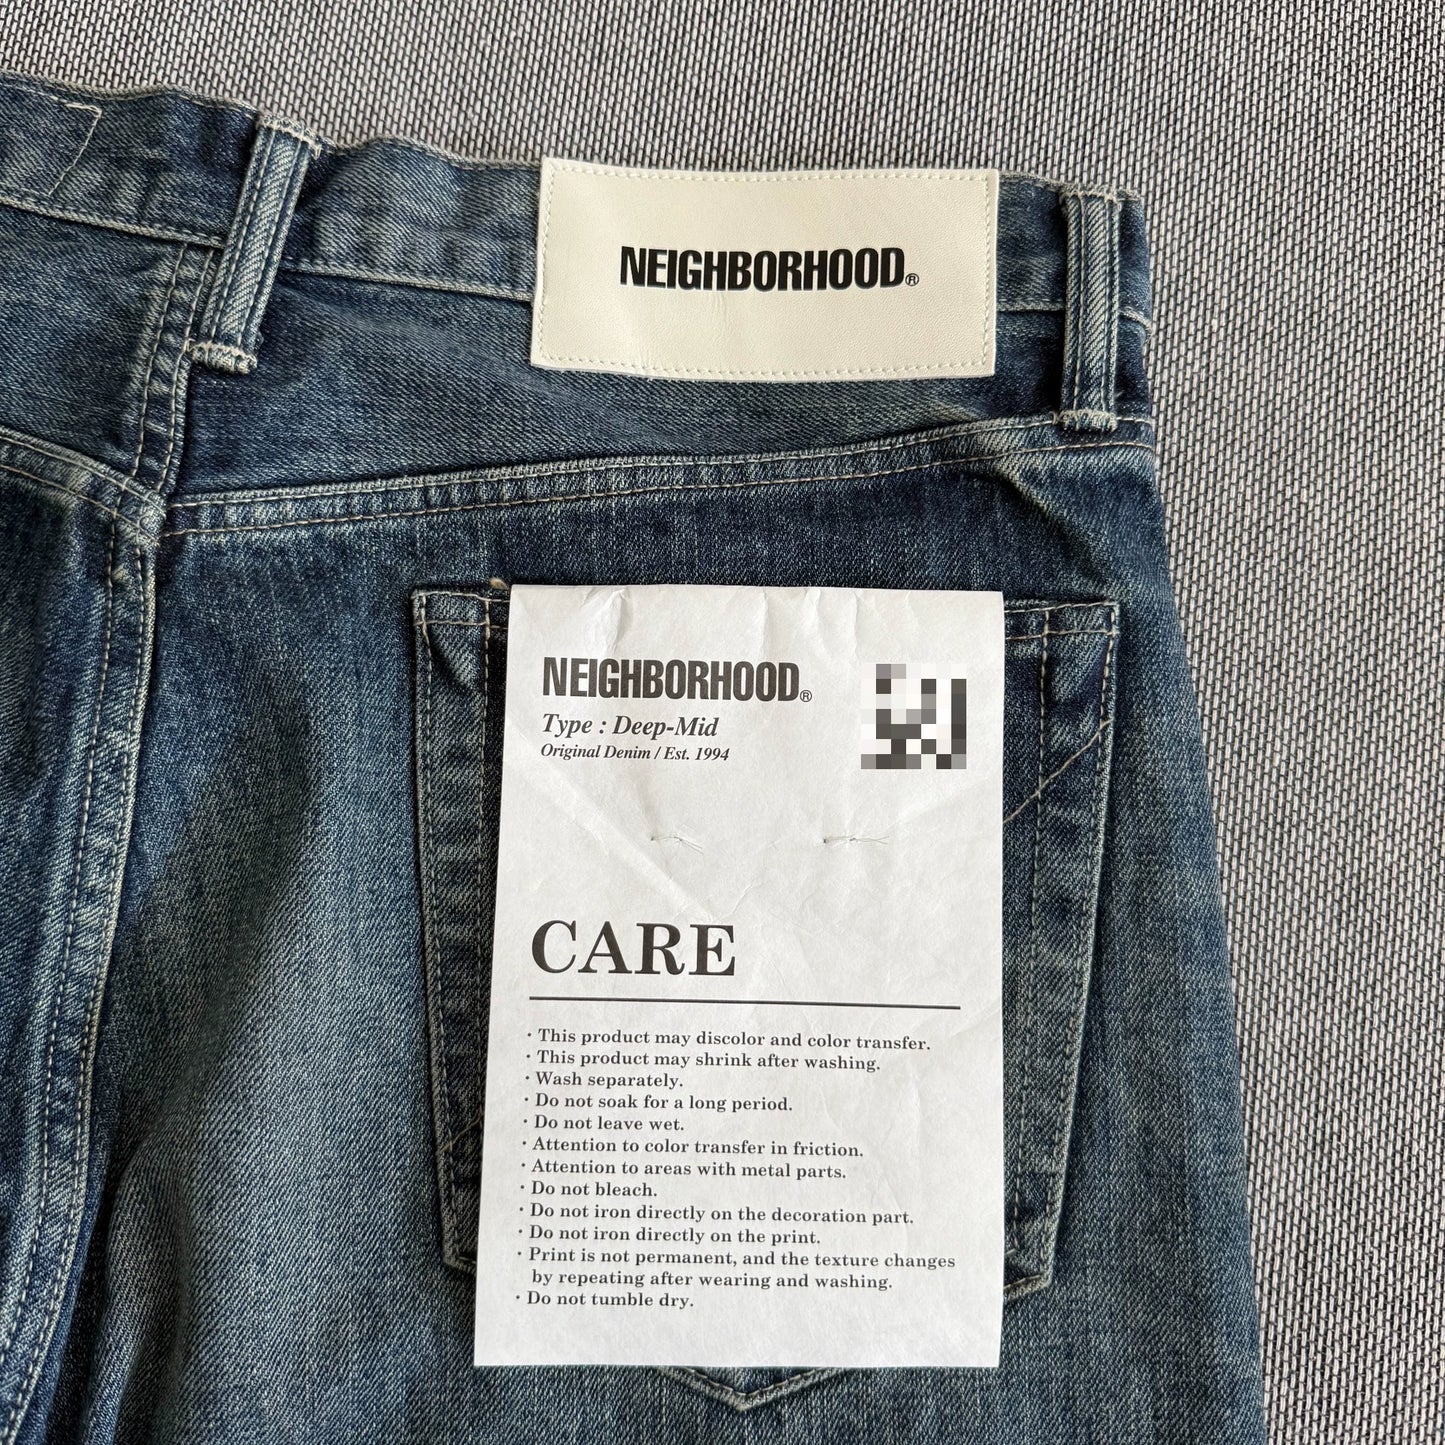 NEIGHBORHOOD®
NEIGHBORHOOD®
Type : Deep-Mid
Original Denim / Est. 1994
CARE
・This product may discolor and color transfer.
・This product may shrink after washing.
・Wash separately.
・Do not soak for a long period.
・Do not leave wet.
・Attention to color transfer in friction.
・Attention to areas with metal parts.
・Do not bleach.
・Do not iron directly on the decoration part.
・Do not iron directly on the print.
・Print is not permanent, and the texture changes
by repeating after wearing and washing.
・Do not tumble dry.